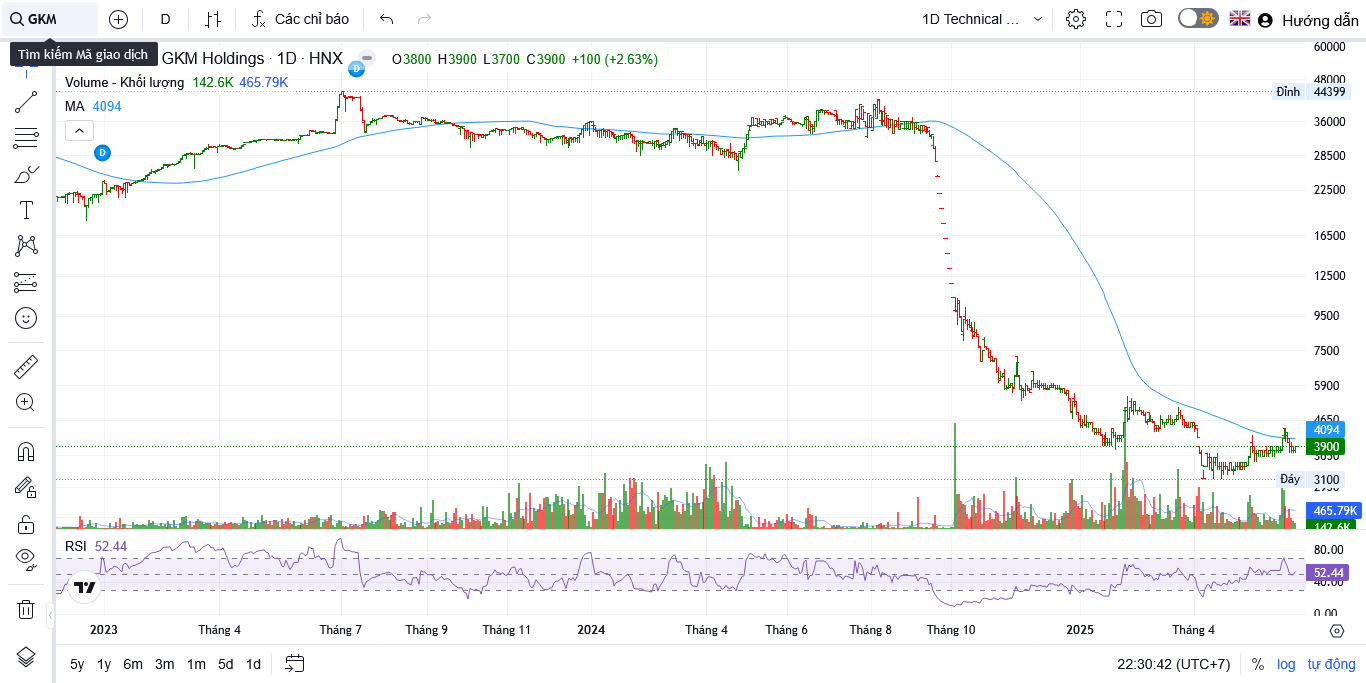 GKM
D
Các chỉ báo
1D Technical ...
Hướng dẫn
Tìm kiếm Mã giao dịch
GKM Holdings · 1D · HNX
O3800 H3900 L3700 C3900 +100 (+2.63%)
Volume - Khối lượng 142.6K 465.79K
MA 4094
D
D
60000
48000
Đỉnh 44399
36000
28500
22500
16500
12500
9500
7500
5900
4650
4094
3900
3650
Đáy 3100
2950
465.79K
142.6K
RSI 52.44
80.00
52.44
40.00
0.00
2023
Tháng 4
Tháng 7
Tháng 9
Tháng 11
2024
Tháng 4
Tháng 6
Tháng 8
Tháng 10
2025
Tháng 4
5y 1y 6m 3m 1m 5d 1d
22:30:42 (UTC+7)
% log tự động